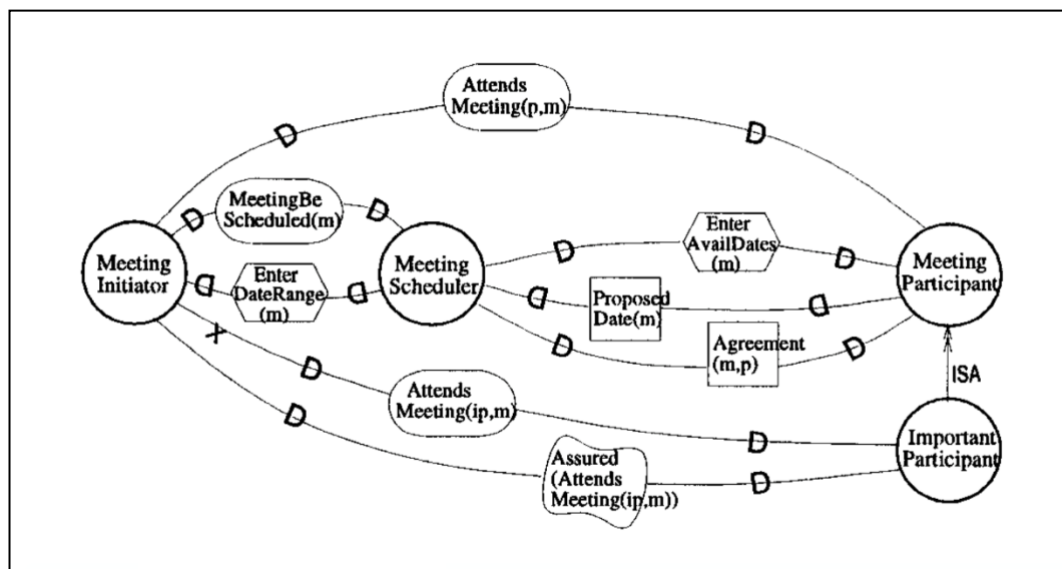 Attends
Meeting(p,m)
D
D
MeetingBe
Scheduled(m)
D
D
Enter
AvailDates
(m)
D
D
Meeting
Initiator
Enter
DateRange
(m)
D
D
Meeting
Scheduler
Proposed
Date(m)
D
D
Meeting
Participant
X
D
Agreement
(m,p)
D
D
ISA
Attends
Meeting(ip,m)
D
D
Important
Participant
Assured
(Attends
Meeting(ip,m))
D